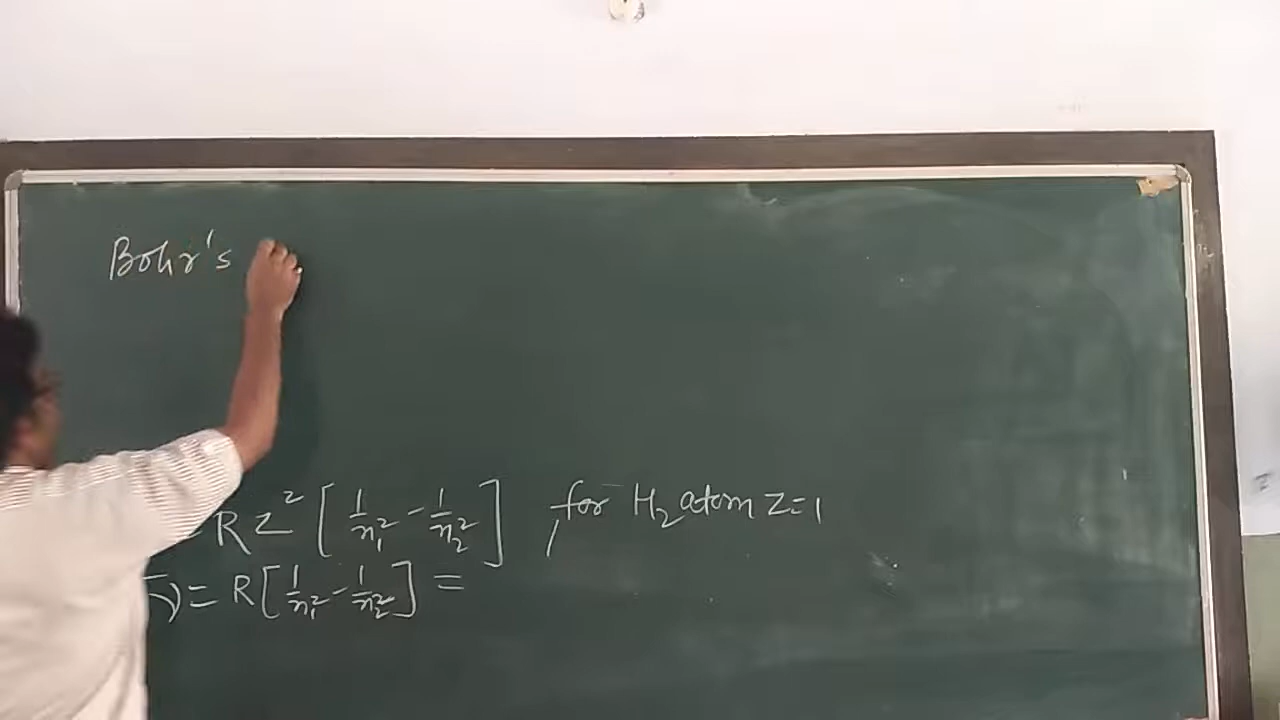 Bohr's
= R Z² [ 1/n₁² - 1/n₂² ] , for H₂ atom Z=1
) = R [ 1/n₁² - 1/n₂² ] =